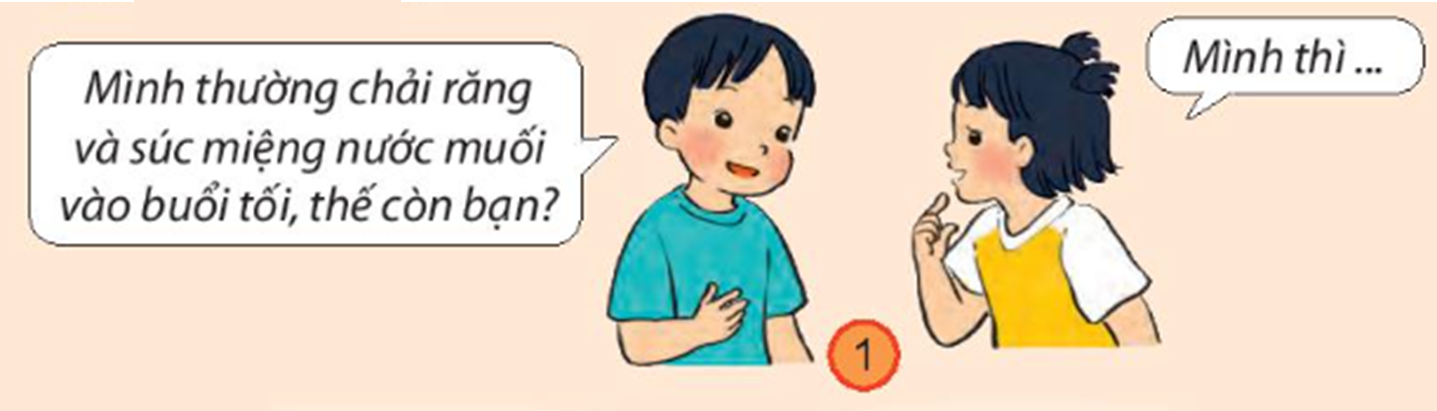 Mình thường chải răng
và súc miệng nước muối
vào buổi tối, thế còn bạn?
Mình thì ...
1